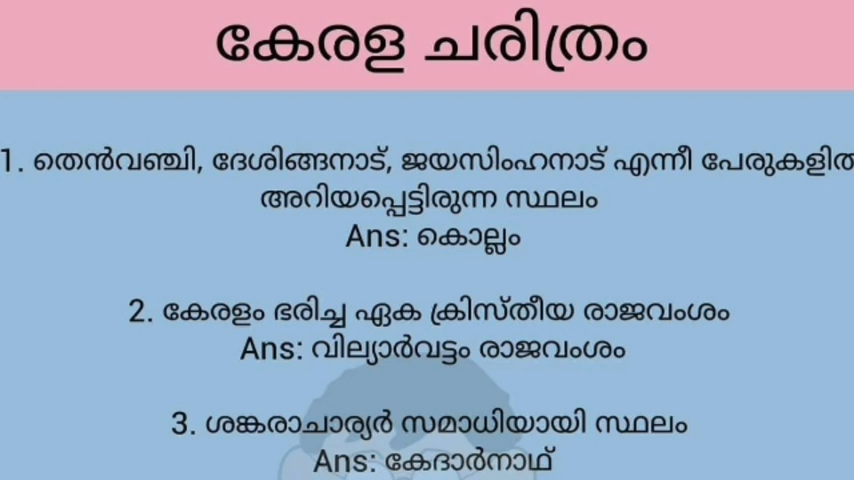 കേരള ചരിത്രം
1. തെൻവഞ്ചി, ദേശിങ്ങനാട്, ജയസിംഹനാട് എന്നീ പേരുകളിൽ
അറിയപ്പെട്ടിരുന്ന സ്ഥലം
Ans: കൊല്ലം
2. കേരളം ഭരിച്ച ഏക ക്രിസ്തീയ രാജവംശം
Ans: വില്യാർവട്ടം രാജവംശം
3. ശങ്കരാചാര്യർ സമാധിയായി സ്ഥലം
Ans: കേദാർനാഥ്